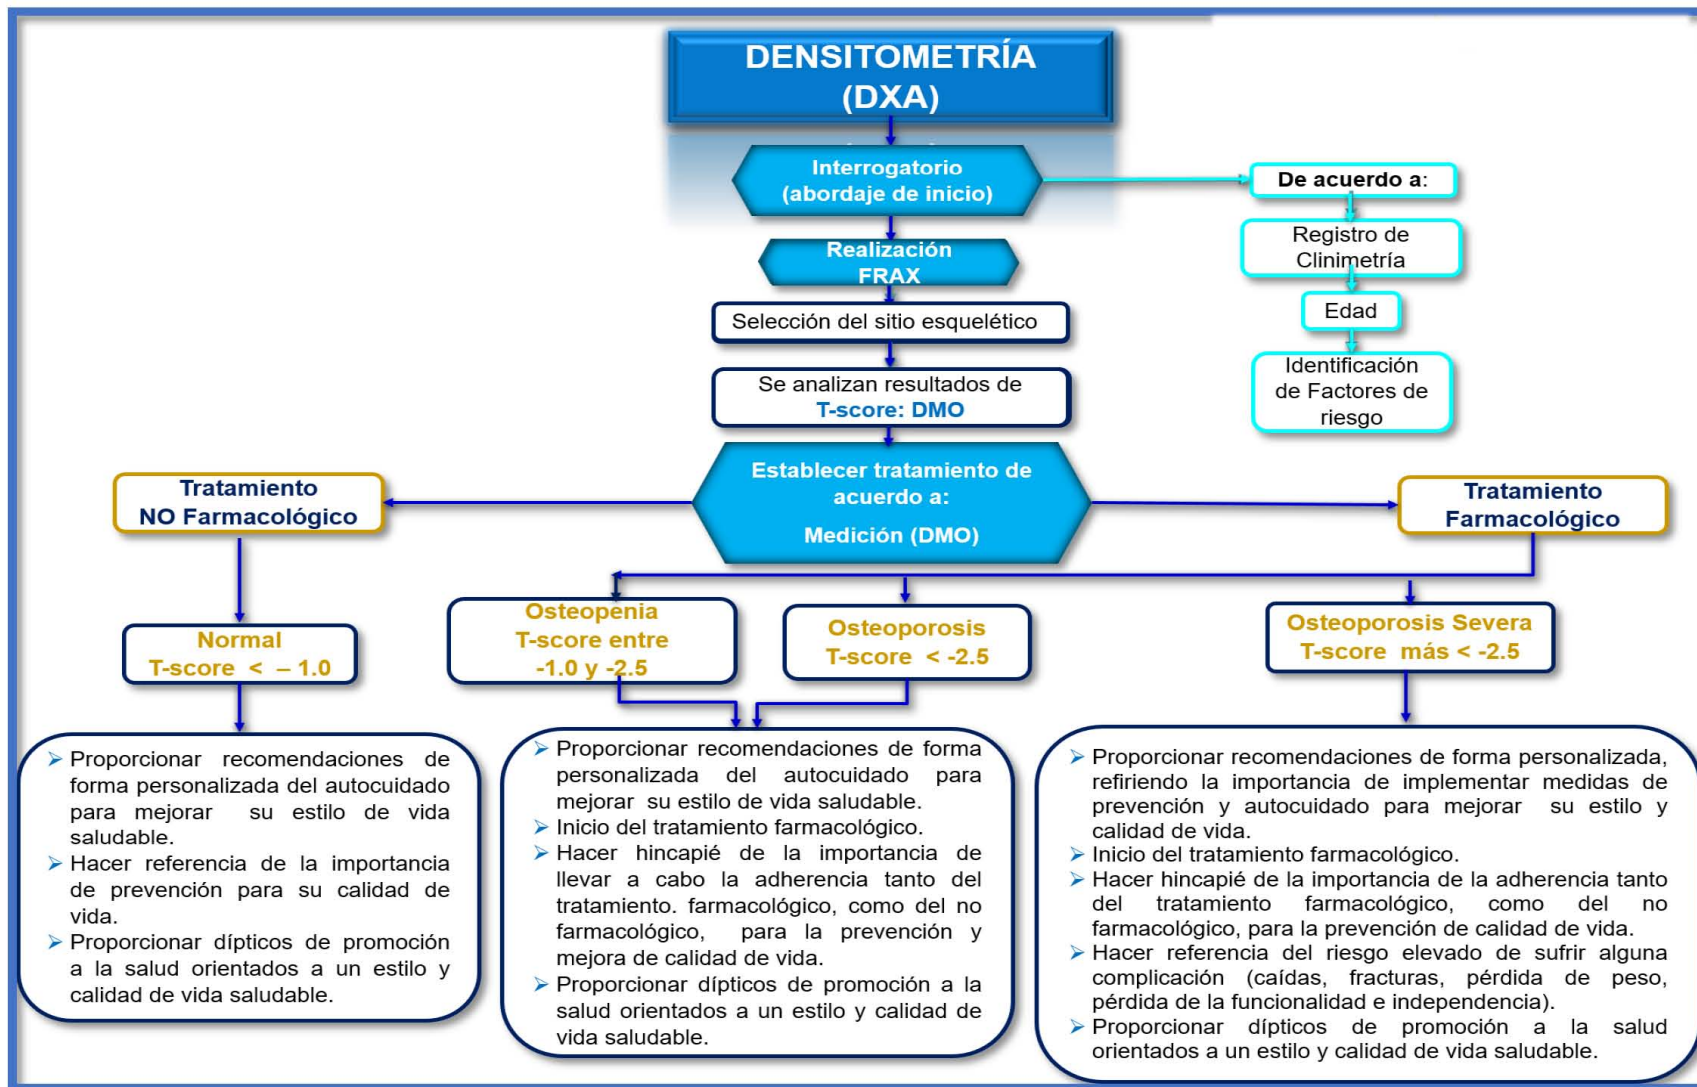 DENSITOMETRÍA
(DXA)
Interrogatorio
(abordaje de inicio)
De acuerdo a:
Registro de
Clinimetría
Edad
Identificación
de Factores de
riesgo
Realización
FRAX
Selección del sitio esquelético
Se analizan resultados de
T-score: DMO
Establecer tratamiento de
acuerdo a:
Medición (DMO)
Tratamiento
NO Farmacológico
Tratamiento
Farmacológico
Normal
T-score < – 1.0
Osteopenia
T-score entre
-1.0 y -2.5
Osteoporosis
T-score < -2.5
Osteoporosis Severa
T-score más < -2.5
➢ Proporcionar recomendaciones de
forma personalizada del autocuidado
para mejorar su estilo de vida
saludable.
➢ Hacer referencia de la importancia
de prevención para su calidad de
vida.
➢ Proporcionar dípticos de promoción
a la salud orientados a un estilo y
calidad de vida saludable.
➢ Proporcionar recomendaciones de forma
personalizada del autocuidado para
mejorar su estilo de vida saludable.
➢ Inicio del tratamiento farmacológico.
➢ Hacer hincapié de la importancia de
llevar a cabo la adherencia tanto del
tratamiento. farmacológico, como del no
farmacológico, para la prevención y
mejora de calidad de vida.
➢ Proporcionar dípticos de promoción a la
salud orientados a un estilo y calidad de
vida saludable.
➢ Proporcionar recomendaciones de forma personalizada,
refiriendo la importancia de implementar medidas de
prevención y autocuidado para mejorar su estilo y
calidad de vida.
➢ Inicio del tratamiento farmacológico.
➢ Hacer hincapié de la importancia de la adherencia tanto
del tratamiento farmacológico, como del no
farmacológico, para la prevención de calidad de vida.
➢ Hacer referencia del riesgo elevado de sufrir alguna
complicación (caídas, fracturas, pérdida de peso,
pérdida de la funcionalidad e independencia).
➢ Proporcionar dípticos de promoción a la salud
orientados a un estilo y calidad de vida saludable.